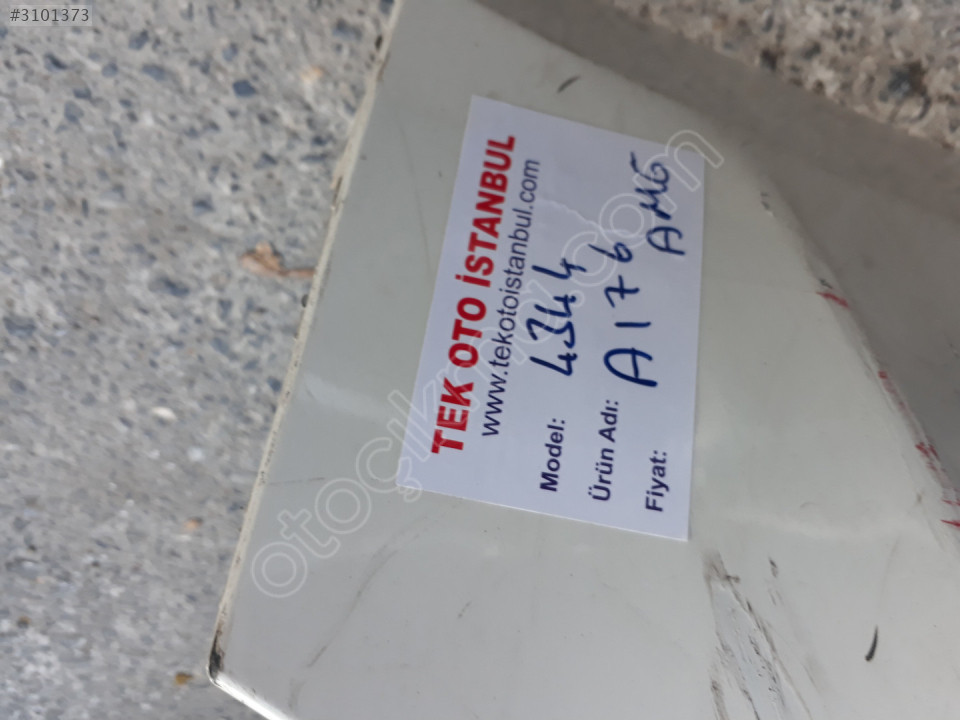 #3101373
TEK OTO İSTANBUL
www.tekotoistanbul.com
Model: 4344
Ürün Adı: A176
Fiyat: AMG
otoçıkma.com